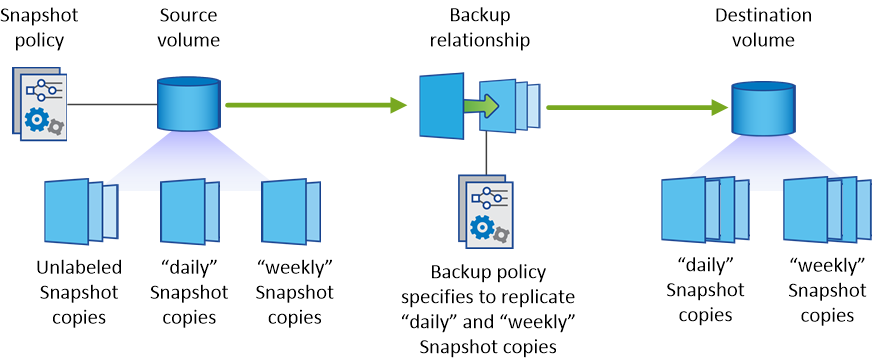 Snapshot
policy
Source
volume
Backup
relationship
Destination
volume
Unlabeled
Snapshot
copies
“daily”
Snapshot
copies
“weekly”
Snapshot
copies
Backup policy
specifies to replicate
“daily” and “weekly”
Snapshot copies
“daily”
Snapshot
copies
“weekly”
Snapshot
copies